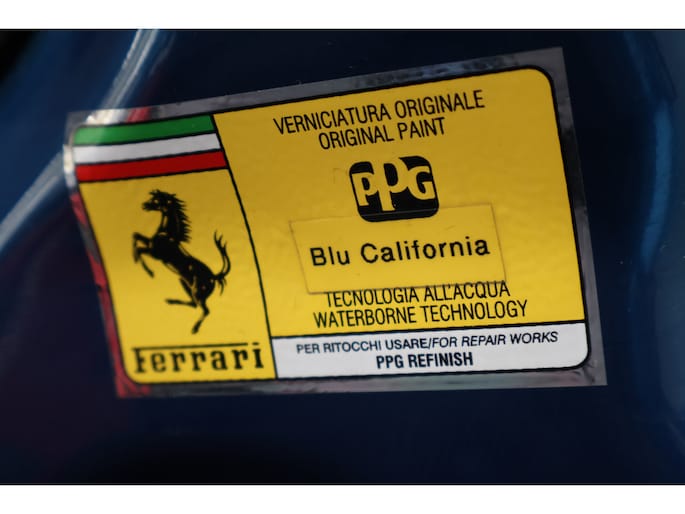 VERNICIATURA ORIGINALE
ORIGINAL PAINT
PPG
Blu California
TECNOLOGIA ALL'ACQUA
WATERBORNE TECHNOLOGY
Ferrari
PER RITOCCHI USARE/FOR REPAIR WORKS
PPG REFINISH